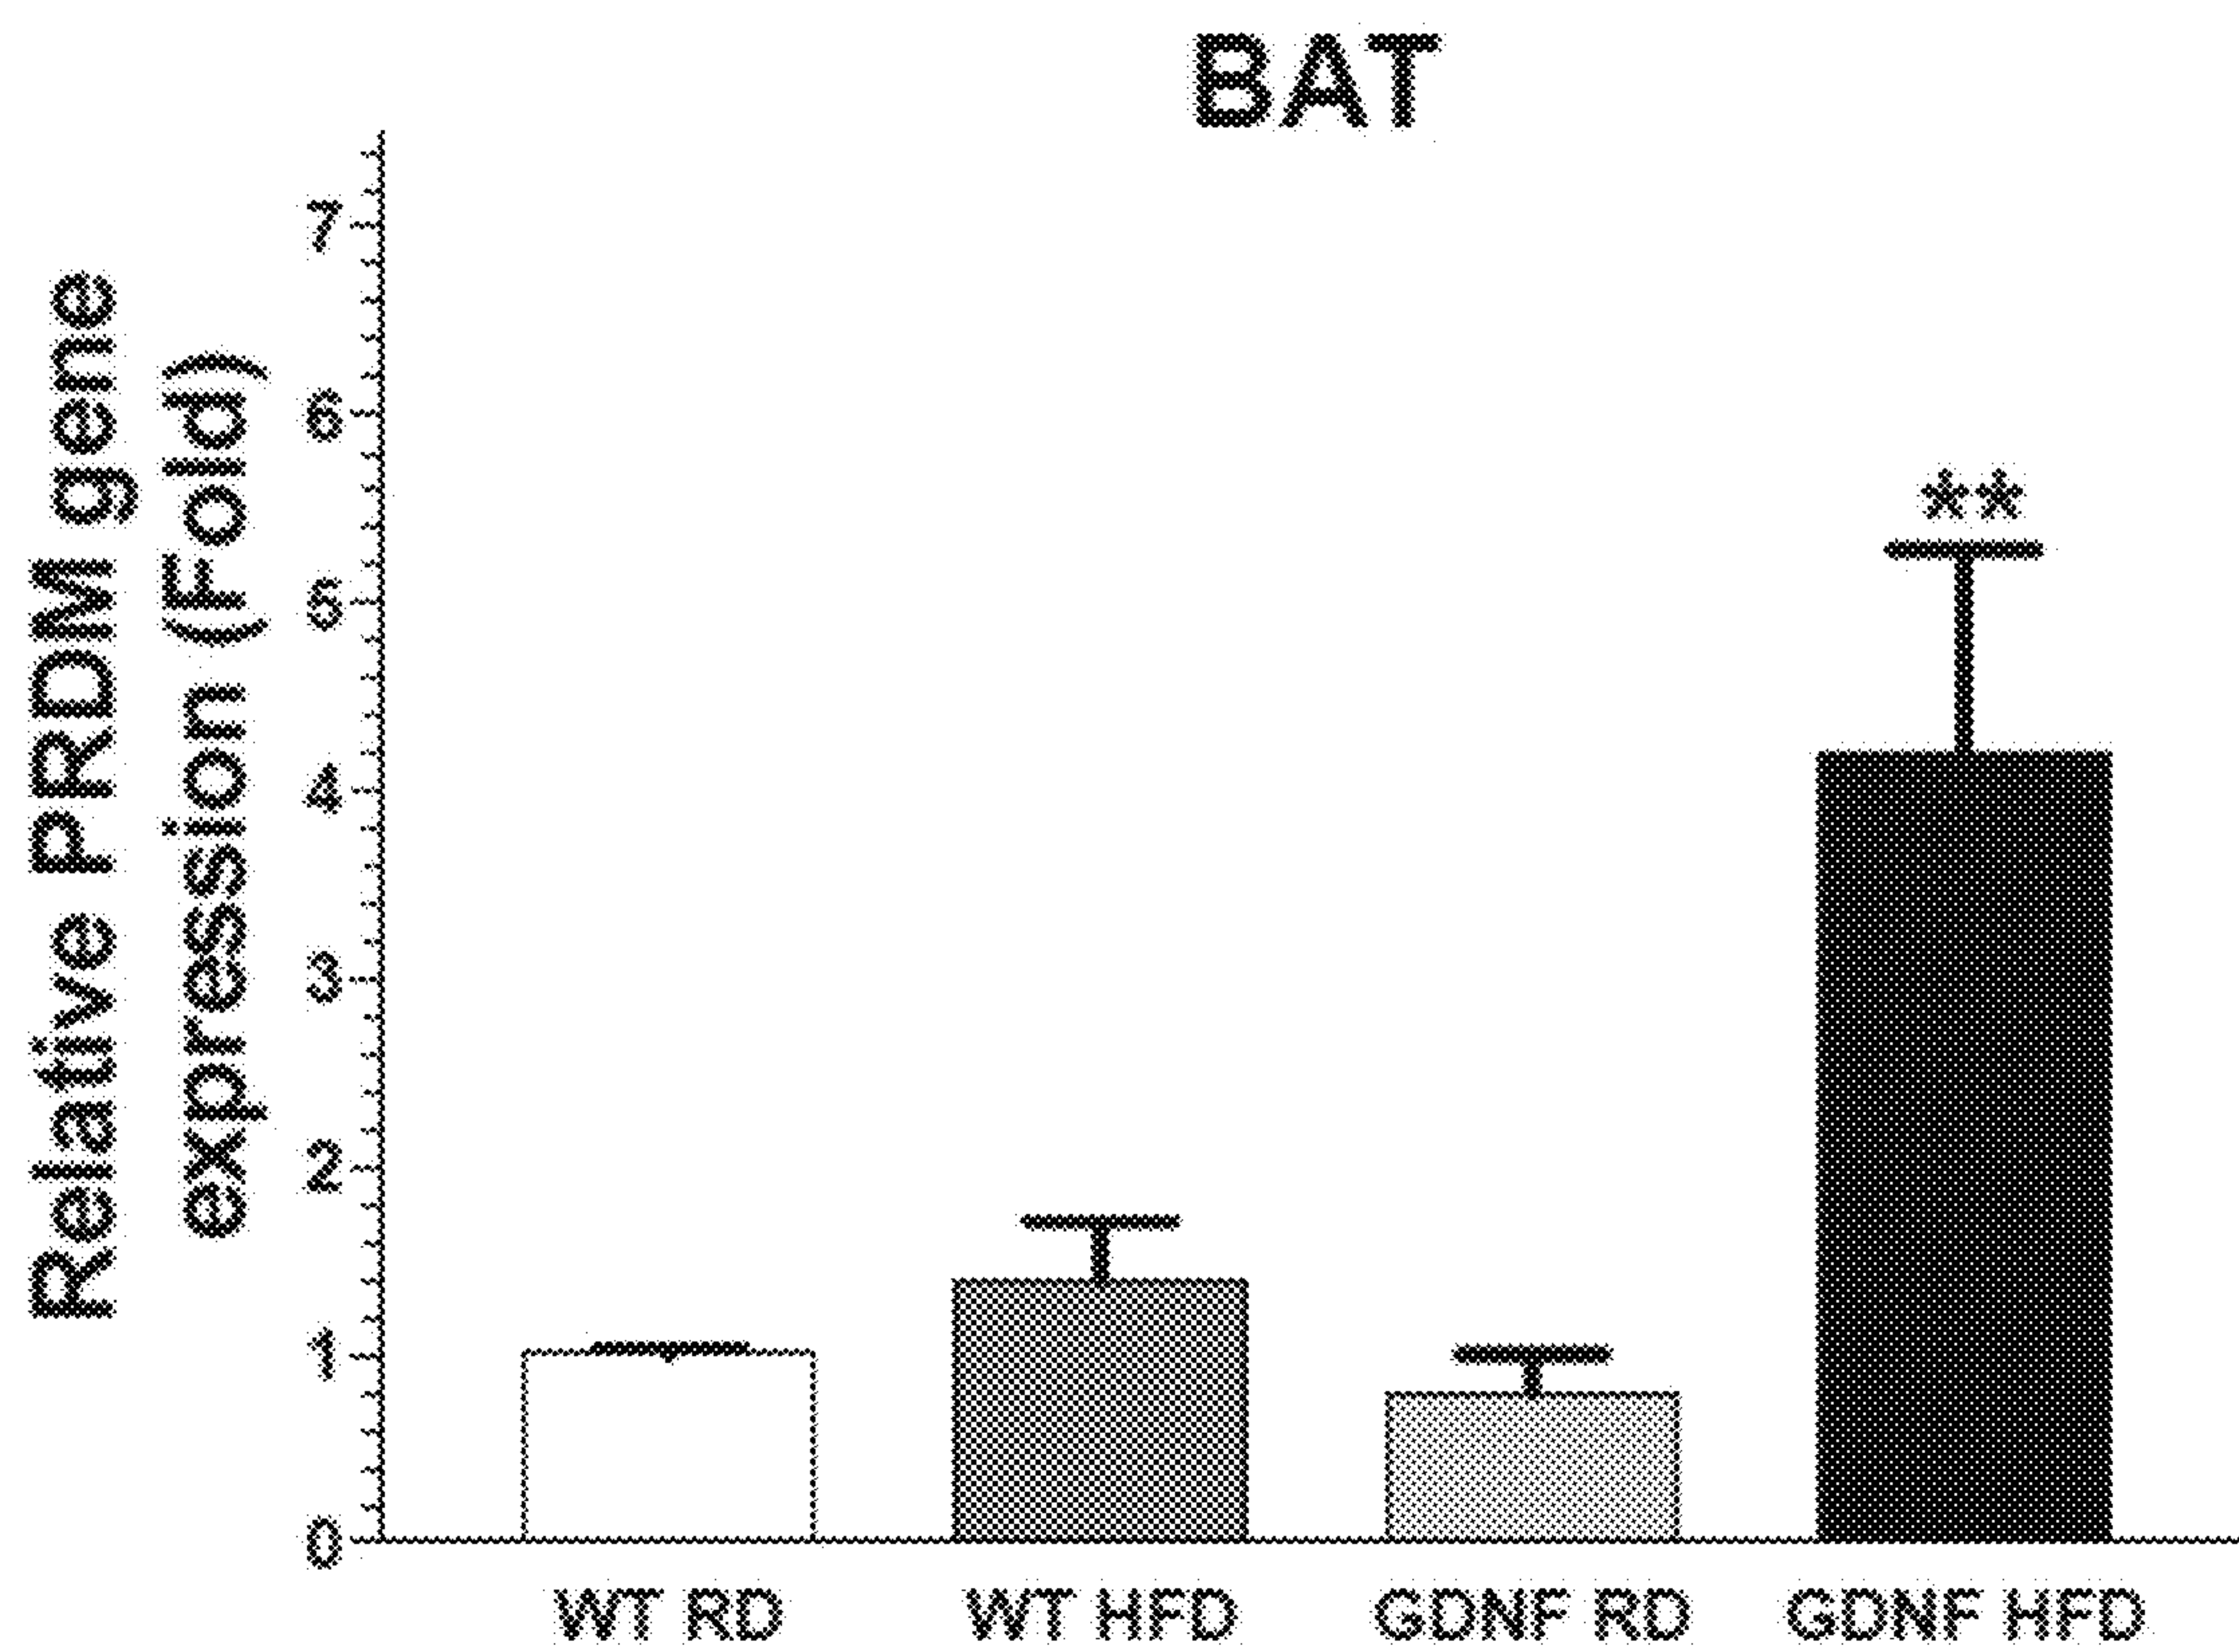 BAT
Relative PRDM gene
expression (Fold)
7
6
5
4
3
2
1
0
**
WT RD
WT HFD
GDNF RD
GDNF HFD